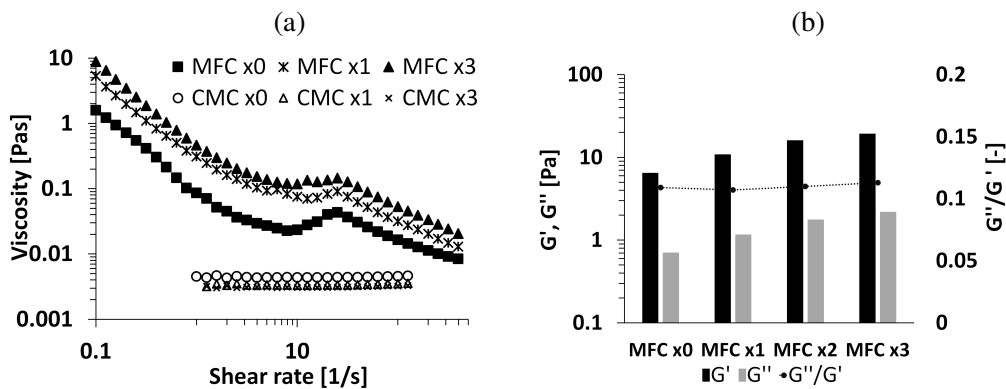 (a)
(b)
MFC x0 MFC x1 MFC x3
CMC x0 CMC x1 CMC x3
10
1
0.1
0.01
0.001
Viscosity [Pas]
0.1 10
Shear rate [1/s]
100
10
1
0.1
G', G'' [Pa]
0.2
0.15
0.10
0.05
0
G''/G' [-]
MFC x0 MFC x1 MFC x2 MFC x3
G' G'' G''/G'